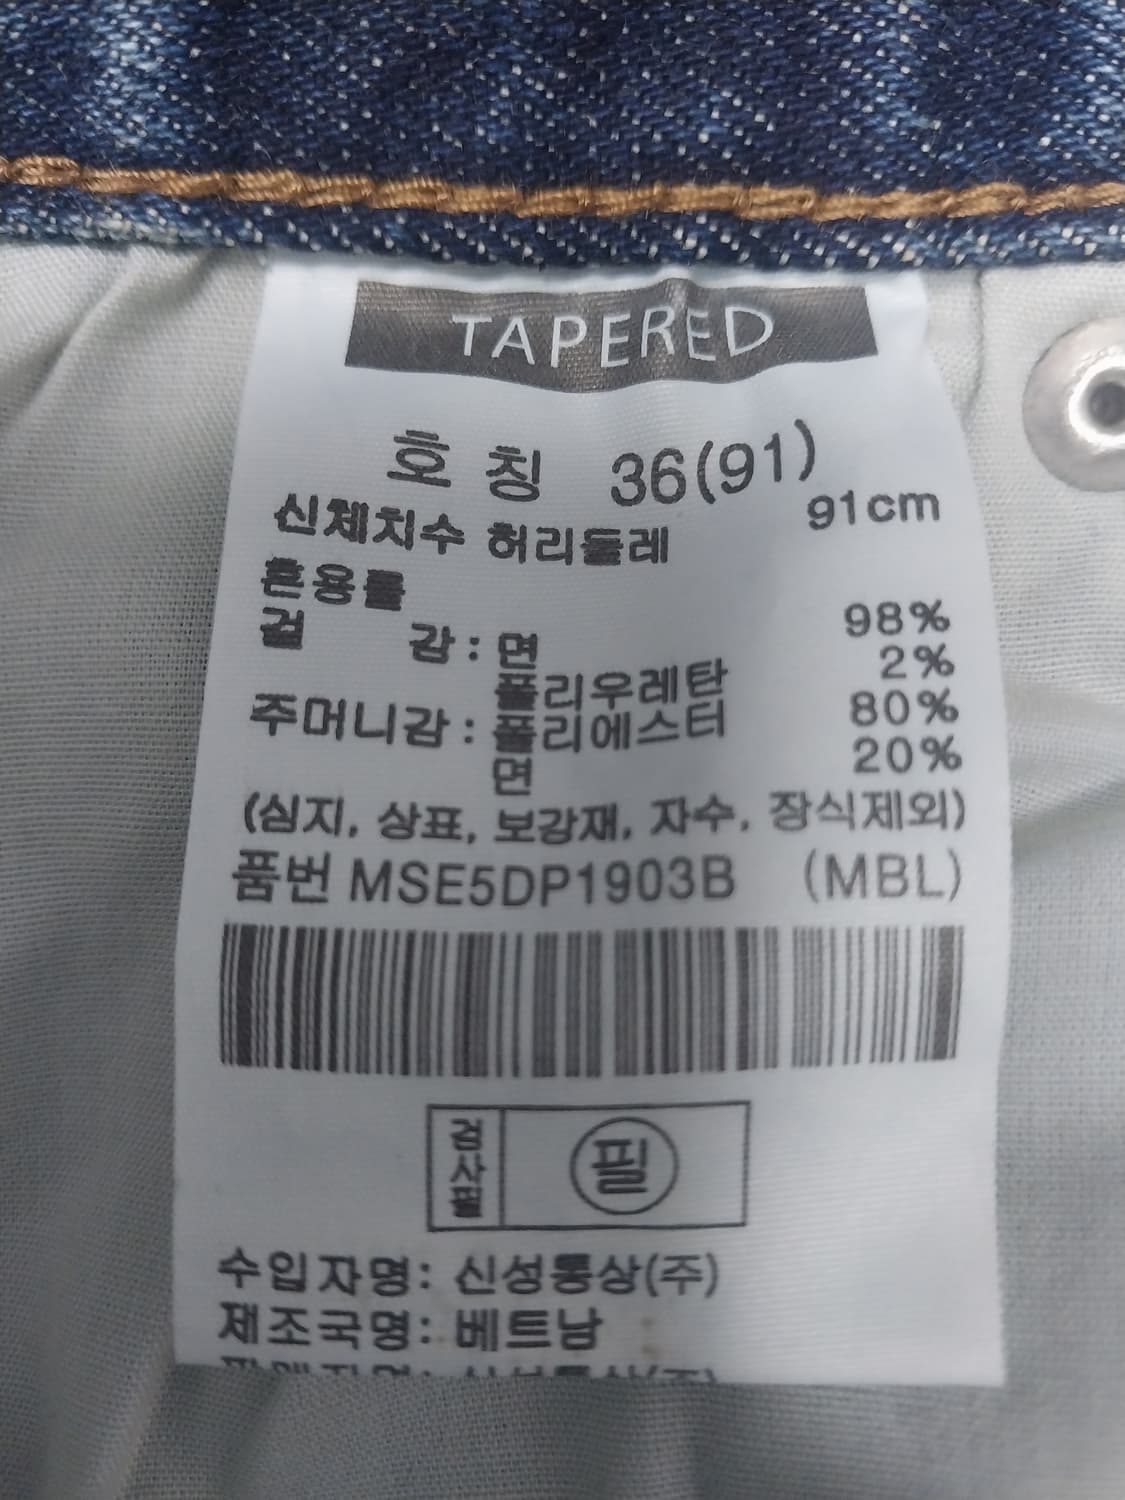 TAPERED
호 칭 36(91)
신체치수 허리둘레 91cm
혼용률
겉 감 : 면 98%
폴리우레탄 2%
주머니감 : 폴리에스터 80%
면 20%
(심지, 상표, 보강재, 자수, 장식제외)
품번 MSE5DP1903B (MBL)
검사필 필
수입자명: 신성통상(주)
제조국명: 베트남